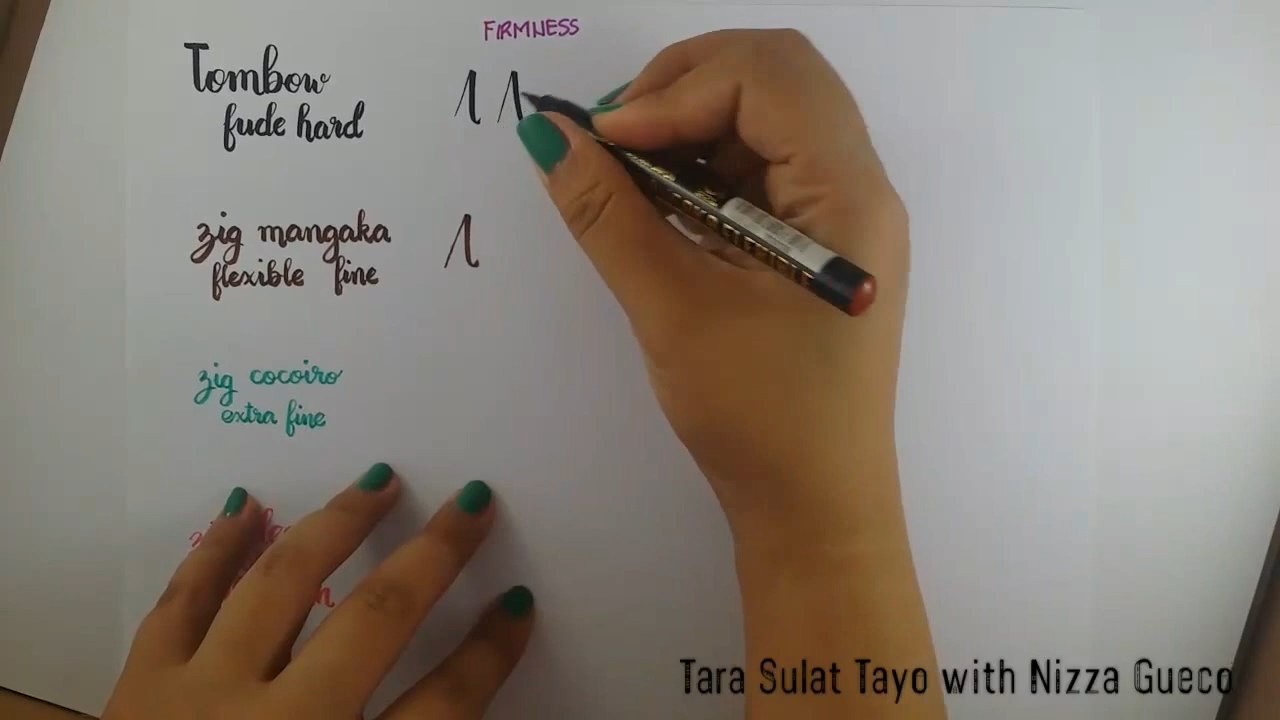 FIRMNESS
Tombow
fude hard
zig mangaka
flexible fine
zig cocoiro
extra fine
Tara Sulat Tayo with Nizza Gueco